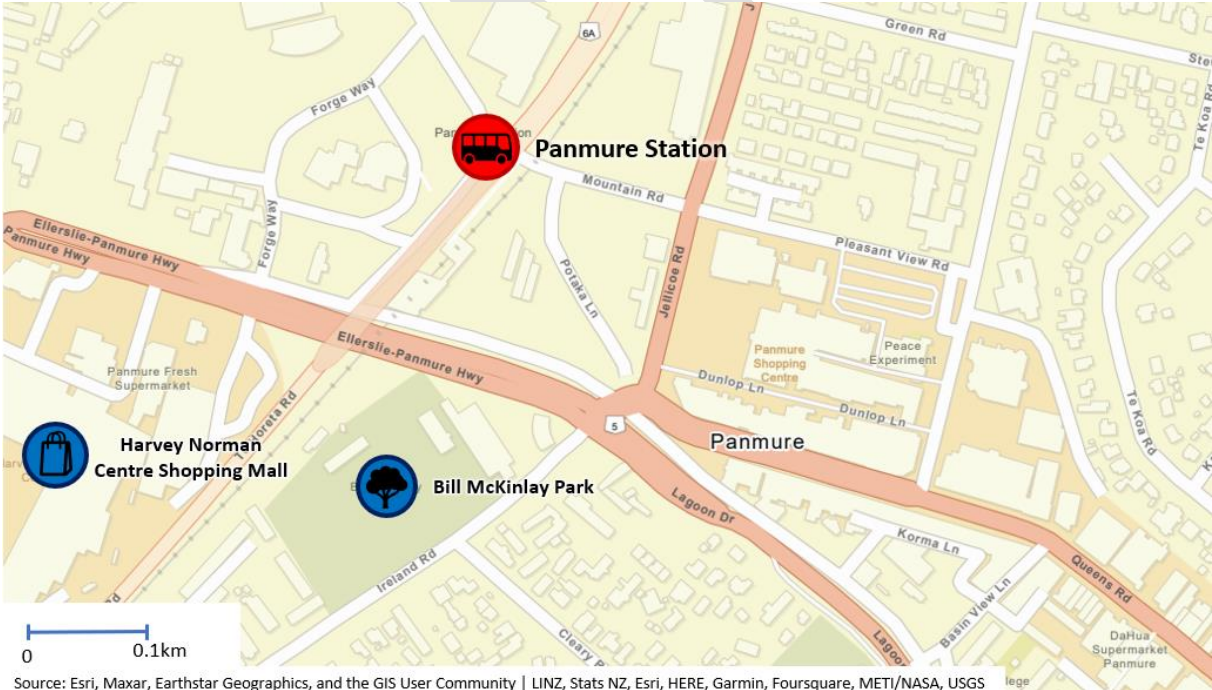 6A
Green Rd
Forge Way
Te Koa Rd
Panmure Station
Mountain Rd
Ellerslie-Panmure Hwy
Panmure Hwy
Forge Way
Pleasant View Rd
Potaka Ln
Jellicoe Rd
Ellerslie-Panmure Hwy
Panmure
Shopping
Centre
Peace
Experiment
Panmure Fresh
Supermarket
Dunlop Ln
Dunlop Ln
Te Koa Rd
5
Panmure
Harvey Norman
Centre Shopping Mall
Bill McKinlay Park
Lagoon Dr
Korma Ln
Ireland Rd
Queens Rd
Basin View Ln
Cleary
Lagoon
DaHua
Supermarket
Panmure
0
0.1km
Source: Esri, Maxar, Earthstar Geographics, and the GIS User Community | LINZ, Stats NZ, Esri, HERE, Garmin, Foursquare, METI/NASA, USGS